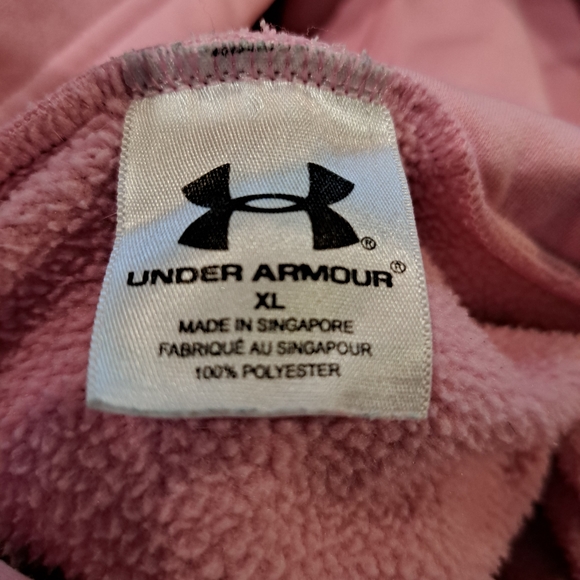 UNDER ARMOUR®
XL
MADE IN SINGAPORE
FABRIQUÉ AU SINGAPOUR
100% POLYESTER